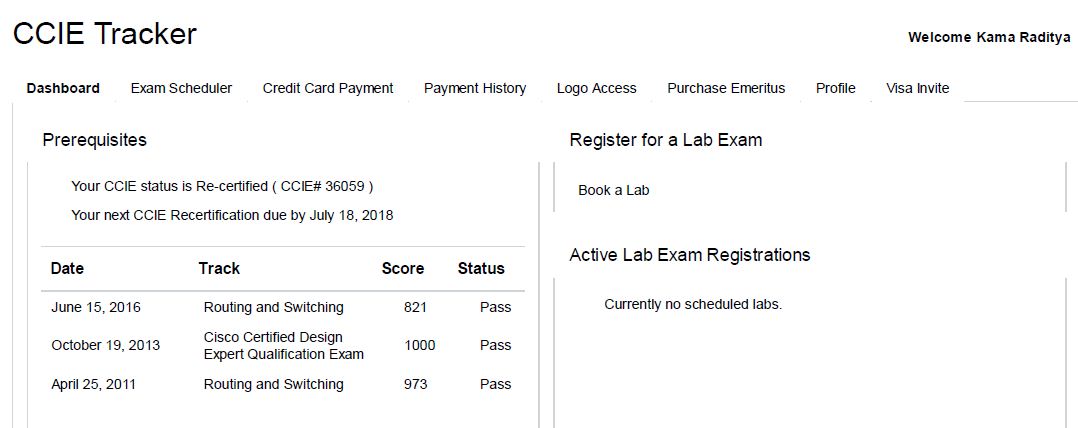 CCIE Tracker
Welcome Kama Raditya
Dashboard Exam Scheduler Credit Card Payment Payment History Logo Access Purchase Emeritus Profile Visa Invite
Prerequisites
Your CCIE status is Re-certified ( CCIE# 36059 )
Your next CCIE Recertification due by July 18, 2018
Date Track Score Status
June 15, 2016 Routing and Switching 821 Pass
October 19, 2013 Cisco Certified Design
Expert Qualification Exam 1000 Pass
April 25, 2011 Routing and Switching 973 Pass
Register for a Lab Exam
Book a Lab
Active Lab Exam Registrations
Currently no scheduled labs.